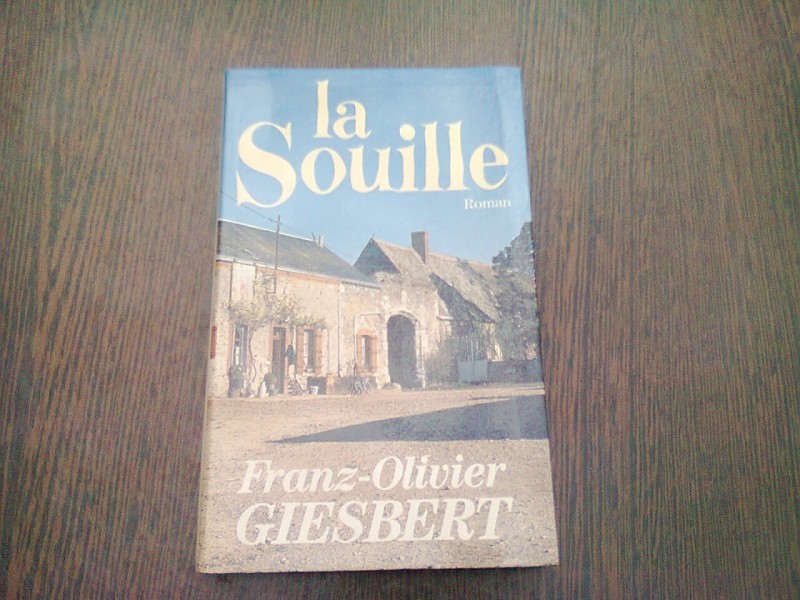 la
Souille
Roman
Franz-Olivier
GIESBERT